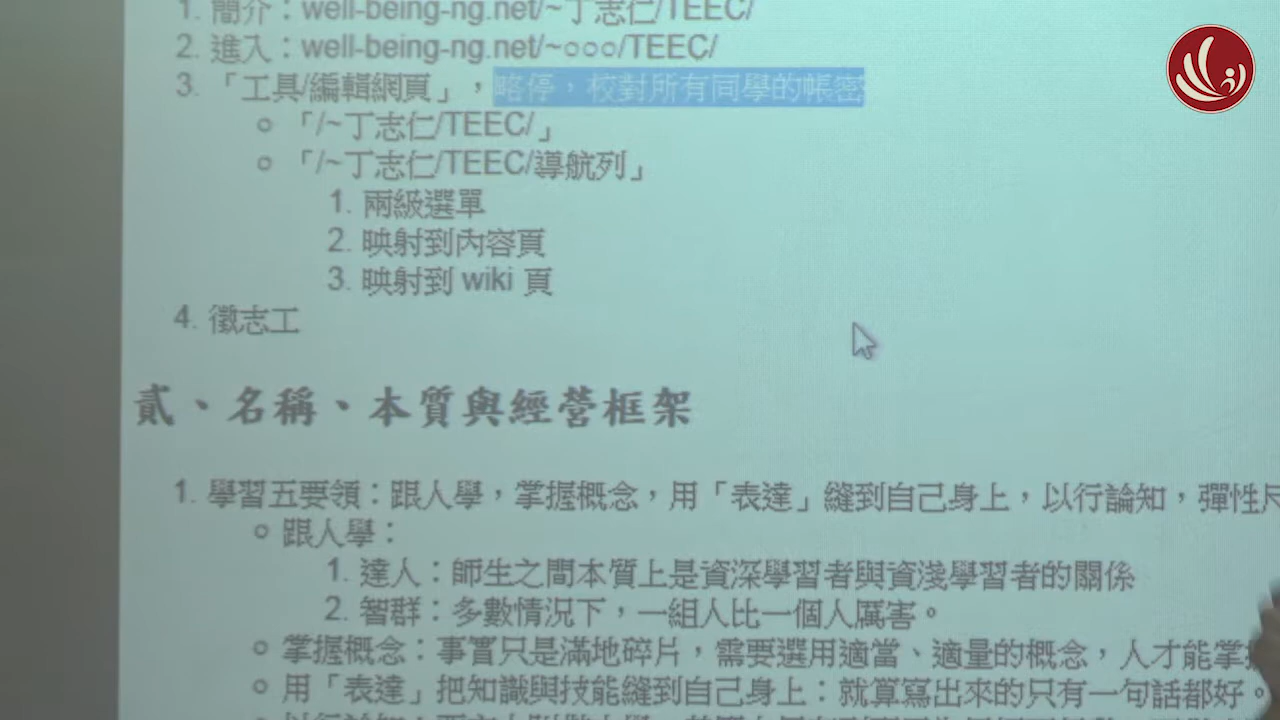 1. 簡介：well-being-ng.net/~丁志仁/TEEC/
2. 進入：well-being-ng.net/~○○○/TEEC/
3. 「工具/編輯網頁」，略停，校對所有同學的帳密
○ 「/~丁志仁/TEEC/」
○ 「/~丁志仁/TEEC/導航列」
1. 兩級選單
2. 映射到內容頁
3. 映射到 wiki 頁
4. 徵志工
貳、名稱、本質與經營框架
1. 學習五要領：跟人學，掌握概念，用「表達」縫到自己身上，以行論知，彈性尺
○ 跟人學：
1. 達人：師生之間本質上是資深學習者與資淺學習者的關係
2. 智群：多數情況下，一組人比一個人厲害。
○ 掌握概念：事實只是滿地碎片，需要選用適當、適量的概念，人才能掌
○ 用「表達」把知識與技能縫到自己身上：就算寫出來的只有一句話都好。